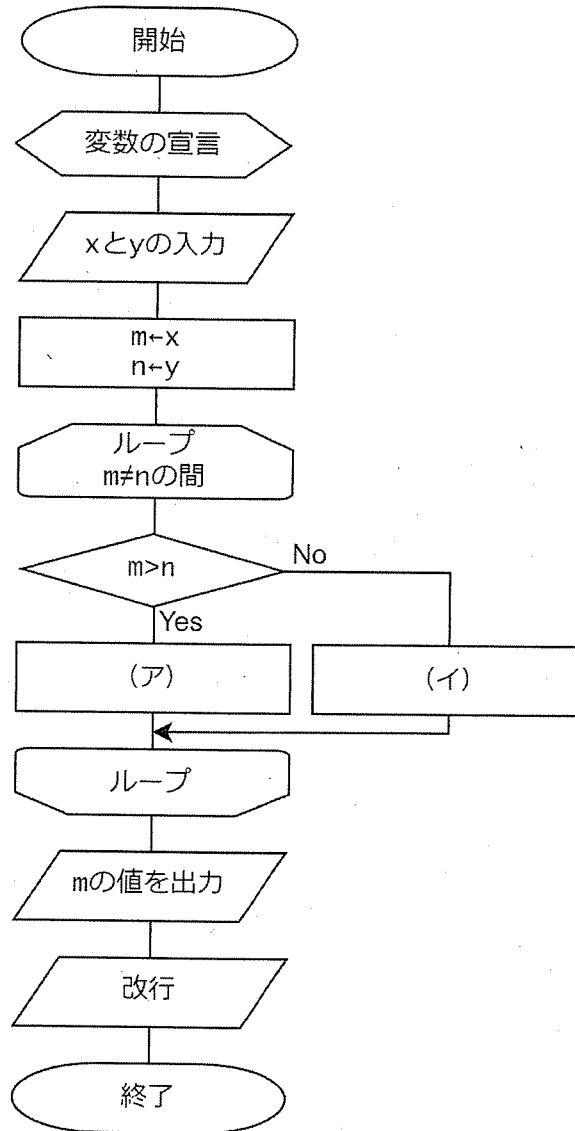 開始
変数の宣言
xとyの入力
m←x
n←y
ループ
m≠nの間
m>n
No
Yes
(ア)
(イ)
ループ
mの値を出力
改行
終了